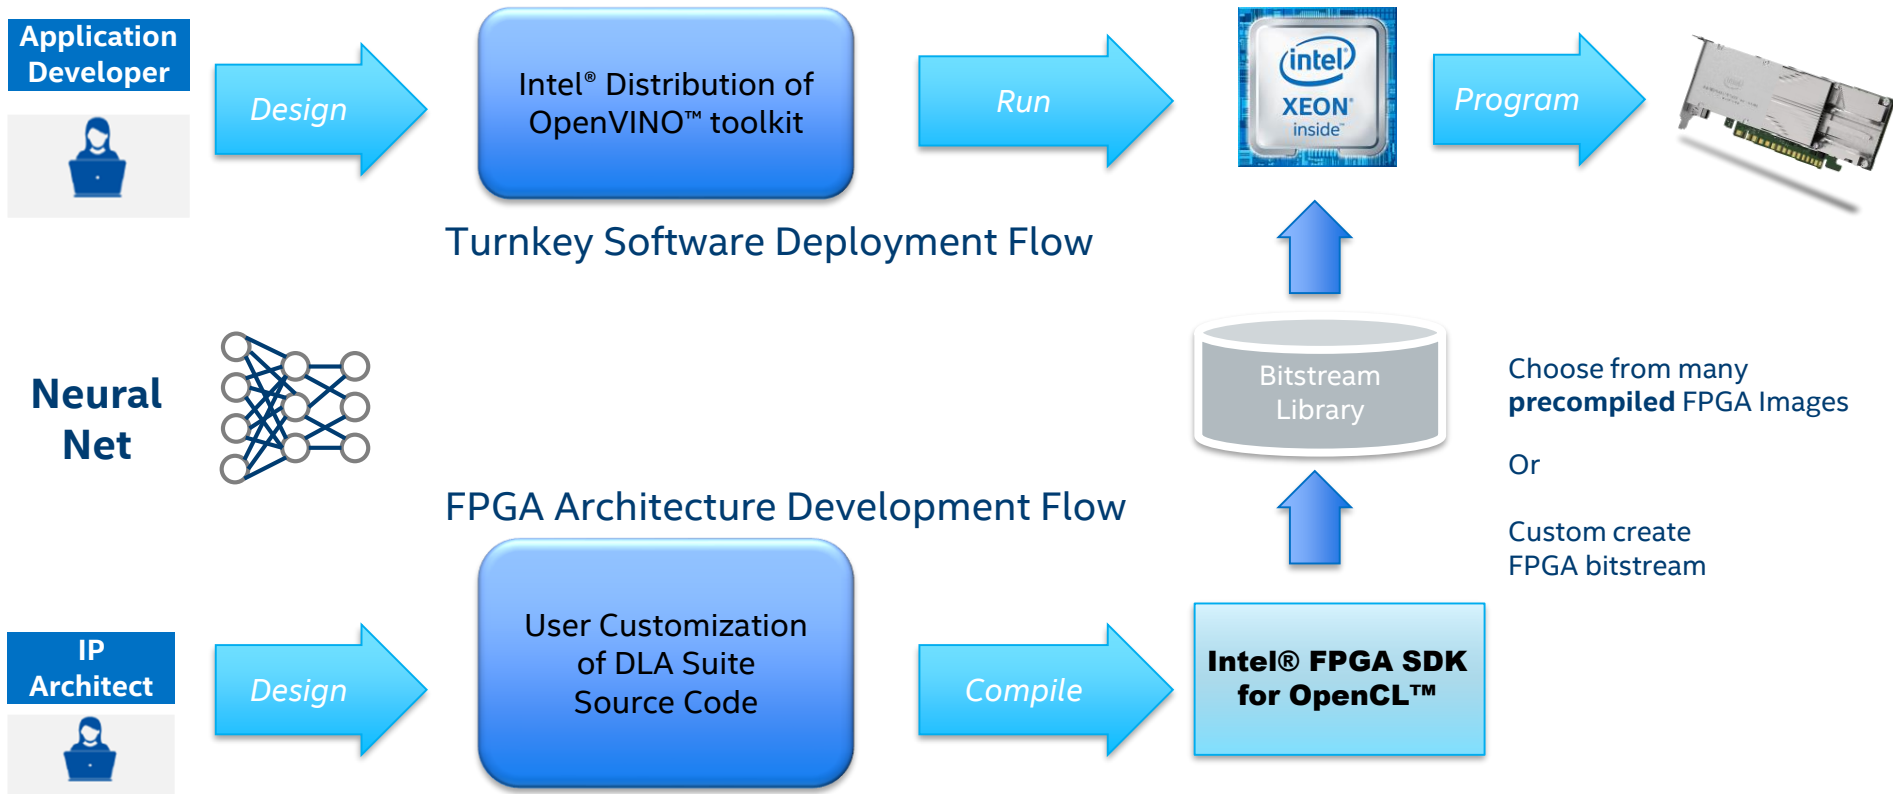 Application
Developer
Design
Intel® Distribution of
OpenVINO™ toolkit
Run
intel®
XEON®
inside™
Program
Turnkey Software Deployment Flow
Neural
Net
Bitstream
Library
Choose from many
precompiled FPGA Images
Or
Custom create
FPGA bitstream
FPGA Architecture Development Flow
IP
Architect
Design
User Customization
of DLA Suite
Source Code
Compile
Intel® FPGA SDK
for OpenCL™